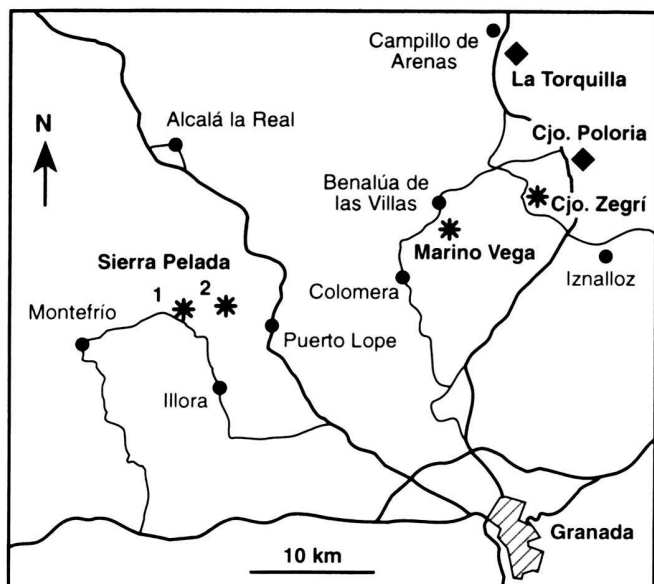 Campillo de
Arenas
La Torquilla
N
Alcalá la Real
Cjo. Poloria
Benalúa de
las Villas
Cjo. Zegrí
Marino Vega
Sierra Pelada
1
2
Iznalloz
Colomera
Montefrío
Puerto Lope
Illora
Granada
10 km